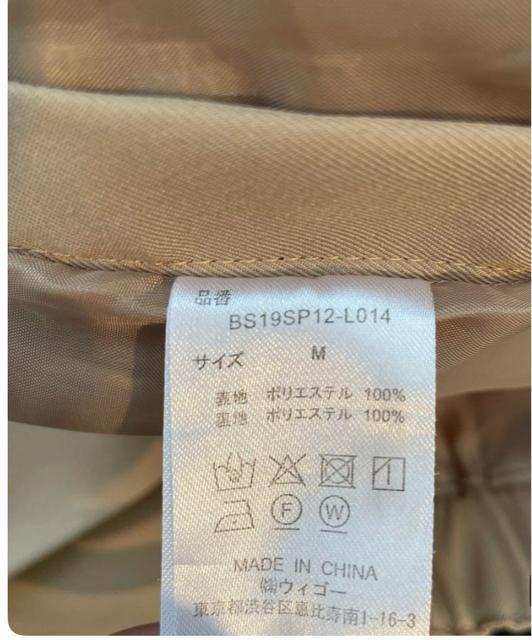 品番
BS19SP12-L014
サイズ M
表地 ポリエステル 100%
裏地 ポリエステル 100%
F W
MADE IN CHINA
㈱ウィゴー
東京都渋谷区恵比寿南1-16-3